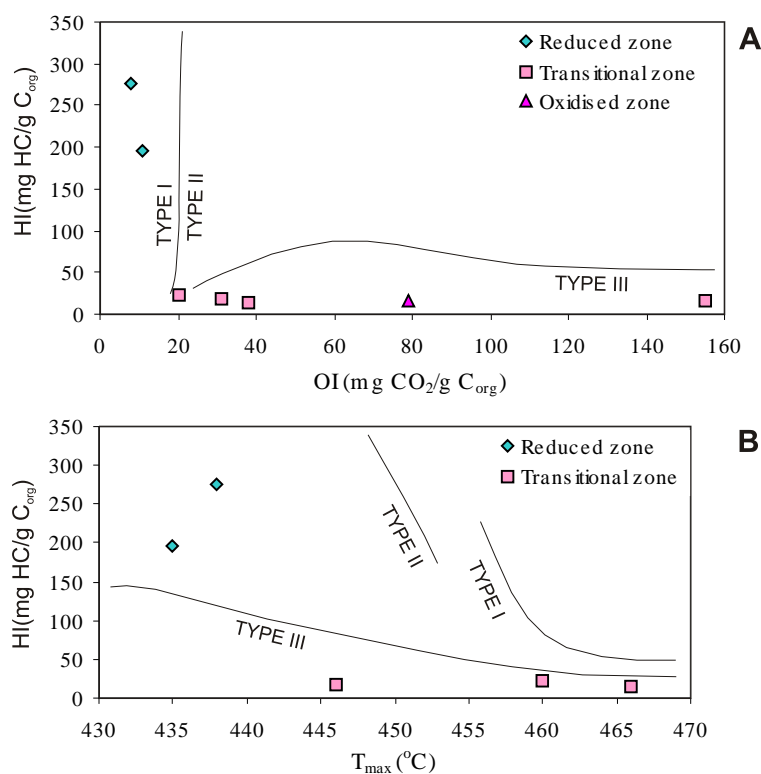 A
350
300
250
200
150
100
50
0
HI(mg HC/g Corg)
Reduced zone
Transitional zone
Oxidised zone
TYPE I
TYPE II
TYPE III
0 20 40 60 80 100 120 140 160
OI (mg CO2/g Corg)
B
350
300
250
200
150
100
50
0
HI(mg HC/g Corg)
Reduced zone
Transitional zone
TYPE II
TYPE I
TYPE III
430 435 440 445 450 455 460 465 470
Tmax (oC)